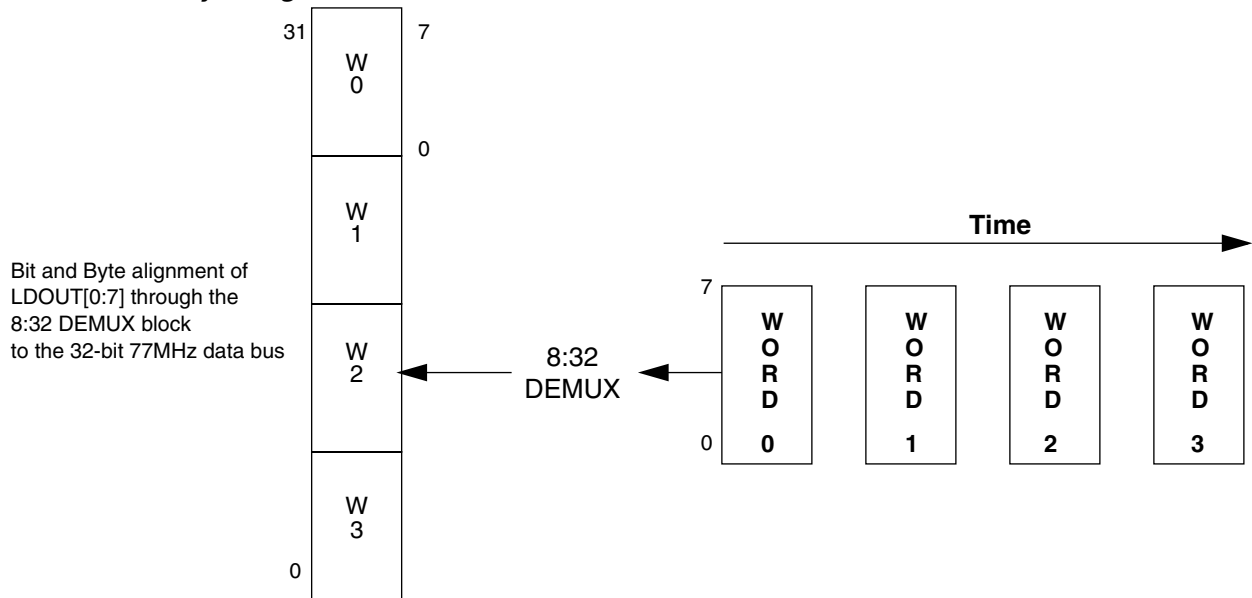 31
7
W
0
0
W
1
Time
Bit and Byte alignment of
LDOUT[0:7] through the
8:32 DEMUX block
to the 32-bit 77MHz data bus
W
2
8:32
DEMUX
7
0
W
O
R
D
0
W
O
R
D
1
W
O
R
D
2
W
O
R
D
3
W
3
0